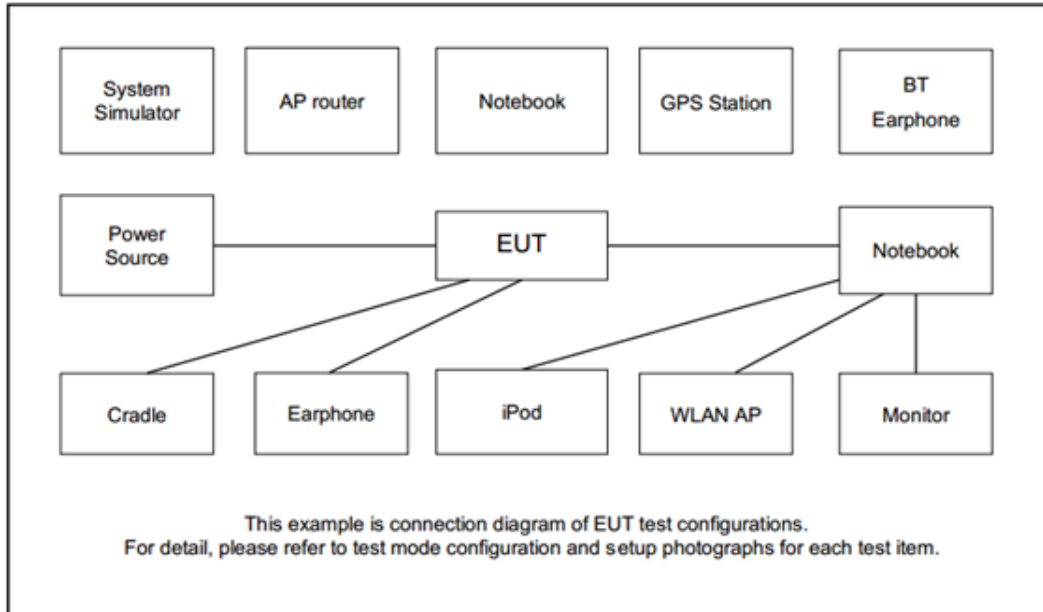 System
Simulator
AP router
Notebook
GPS Station
BT
Earphone
Power
Source
EUT
Notebook
Cradle
Earphone
iPod
WLAN AP
Monitor
This example is connection diagram of EUT test configurations.
For detail, please refer to test mode configuration and setup photographs for each test item.